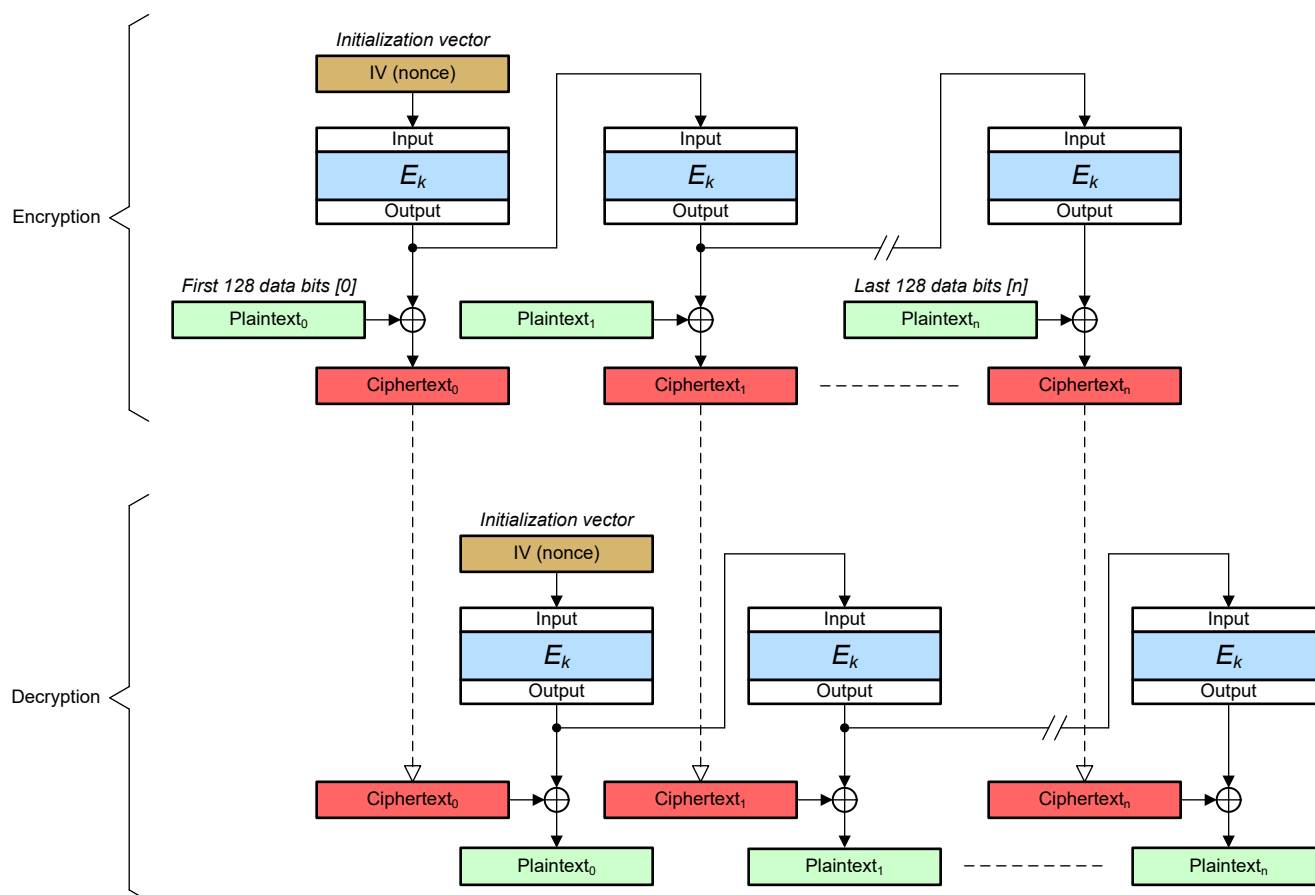 Initialization vector
IV (nonce)
Input
Input
Input
Eₖ
Eₖ
Eₖ
Output
Output
Output
Encryption
First 128 data bits [0]
Last 128 data bits [n]
Plaintext₀
Plaintext₁
Plaintextₙ
Ciphertext₀
Ciphertext₁
Ciphertextₙ
Initialization vector
IV (nonce)
Input
Input
Input
Eₖ
Eₖ
Eₖ
Output
Output
Output
Decryption
Ciphertext₀
Ciphertext₁
Ciphertextₙ
Plaintext₀
Plaintext₁
Plaintextₙ